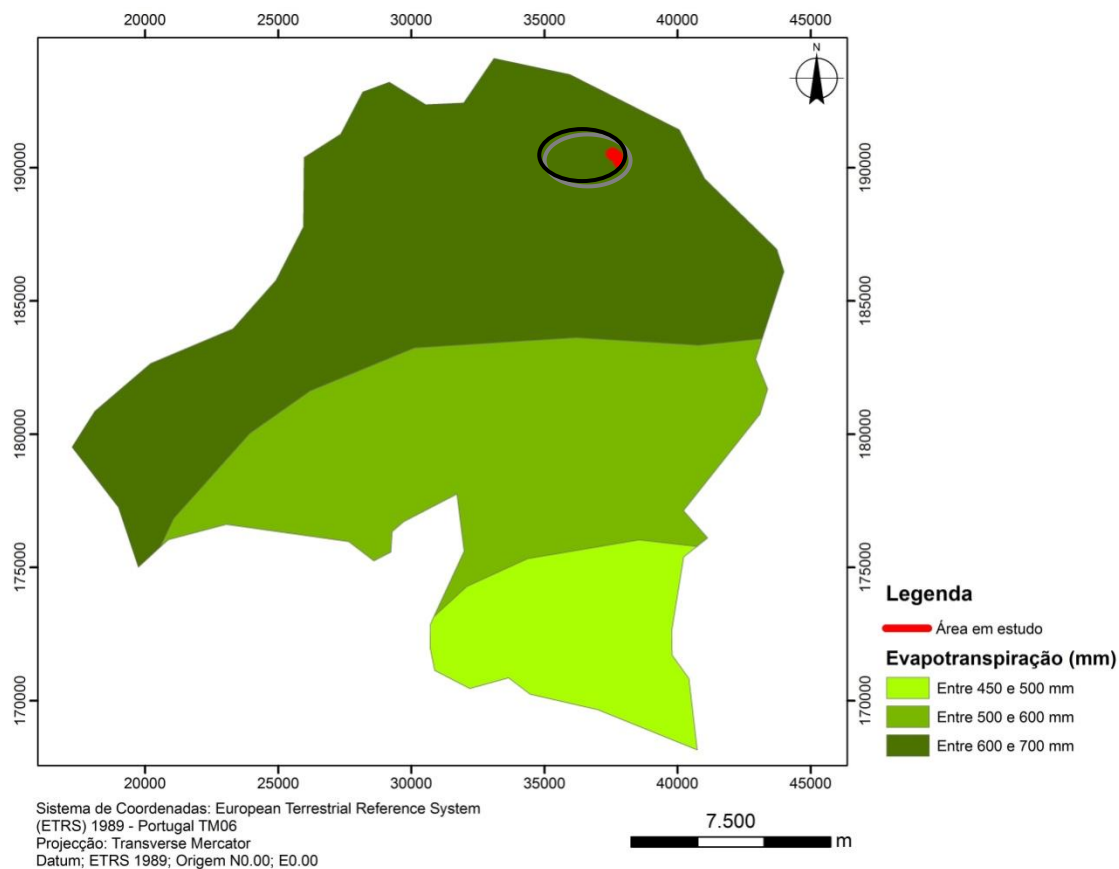 20000 25000 30000 35000 40000 45000
N
190000 190000
185000 185000
180000 180000
175000 175000
170000 170000
Legenda
Área em estudo
Evapotranspiração (mm)
Entre 450 e 500 mm
Entre 500 e 600 mm
Entre 600 e 700 mm
20000 25000 30000 35000 40000 45000
Sistema de Coordenadas: European Terrestrial Reference System
(ETRS) 1989 - Portugal TM06
Projecção: Transverse Mercator
Datum; ETRS 1989; Origem N0.00; E0.00
7.500
m